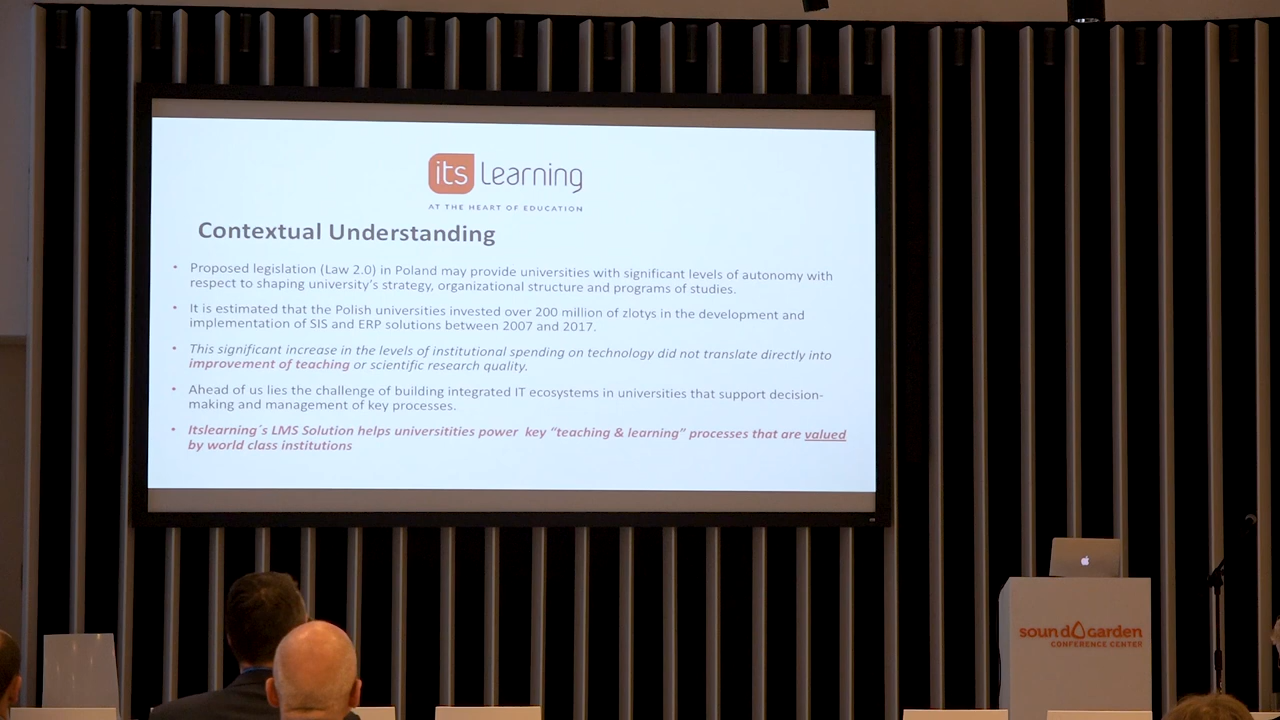 its Learning
AT THE HEART OF EDUCATION
Contextual Understanding
• Proposed legislation (Law 2.0) in Poland may provide universities with significant levels of autonomy with
respect to shaping university's strategy, organizational structure and programs of studies.
• It is estimated that the Polish universities invested over 200 million of zlotys in the development and
implementation of SIS and ERP solutions between 2007 and 2017.
• This significant increase in the levels of institutional spending on technology did not translate directly into
improvement of teaching or scientific research quality.
• Ahead of us lies the challenge of building integrated IT ecosystems in universities that support decision-
making and management of key processes.
• Itslearning´s LMS Solution helps universitities power key “teaching & learning” processes that are valued
by world class institutions
sound garden
CONFERENCE CENTER